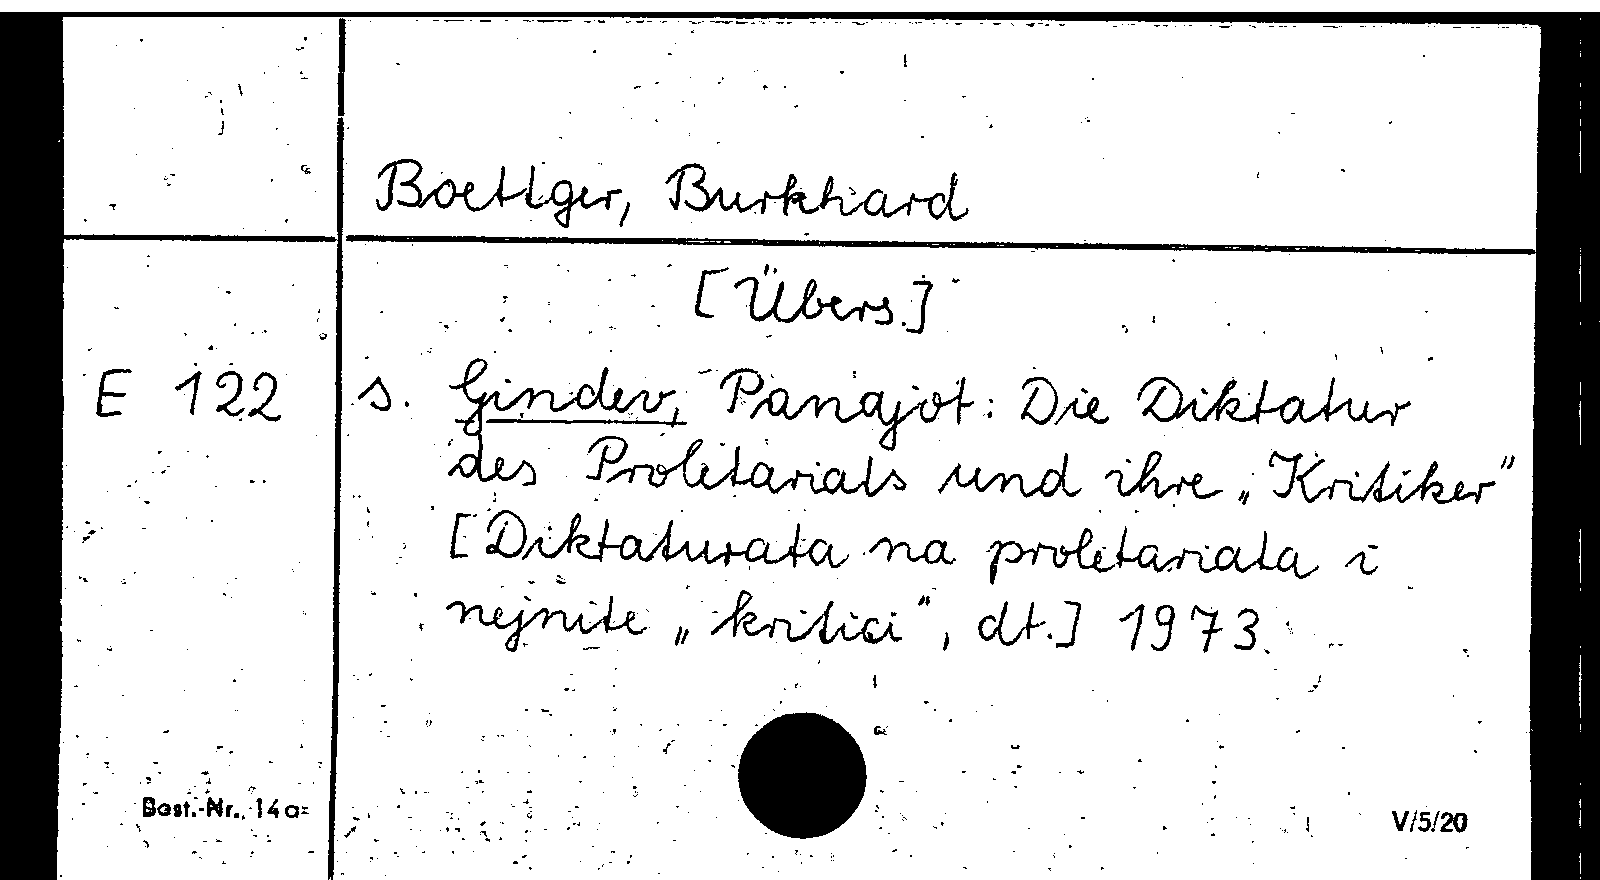 Boettger, Burkhard
[Übers.]
E 122 s. Gindev, Panajot: Die Diktatur
des Proletariats und ihre „Kritiker"
[Diktaturata na proletariata i
nejnite „kritici", dt.] 1973.
Best.-Nr. 14a
V/5/20